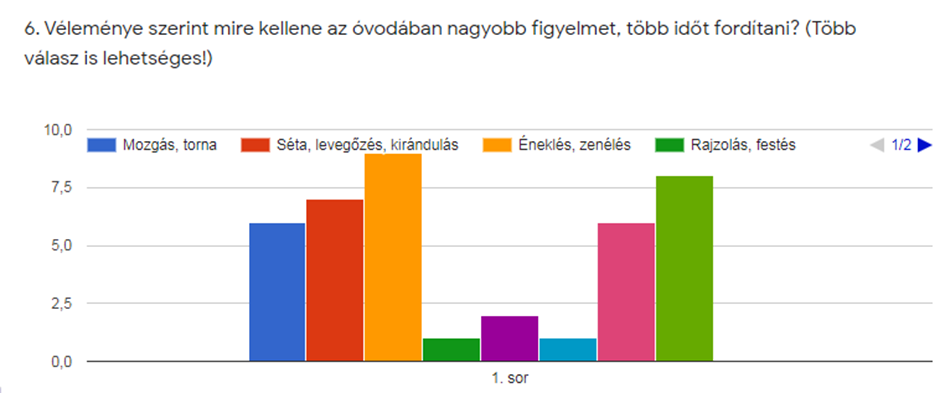 6. Véleménye szerint mire kellene az óvodában nagyobb figyelmet, több időt fordítani? (Több
válasz is lehetséges!)
10,0
Mozgás, torna
Séta, levegőzés, kirándulás
Éneklés, zenélés
Rajzolás, festés
1/2
7,5
5,0
2,5
0,0
1. sor